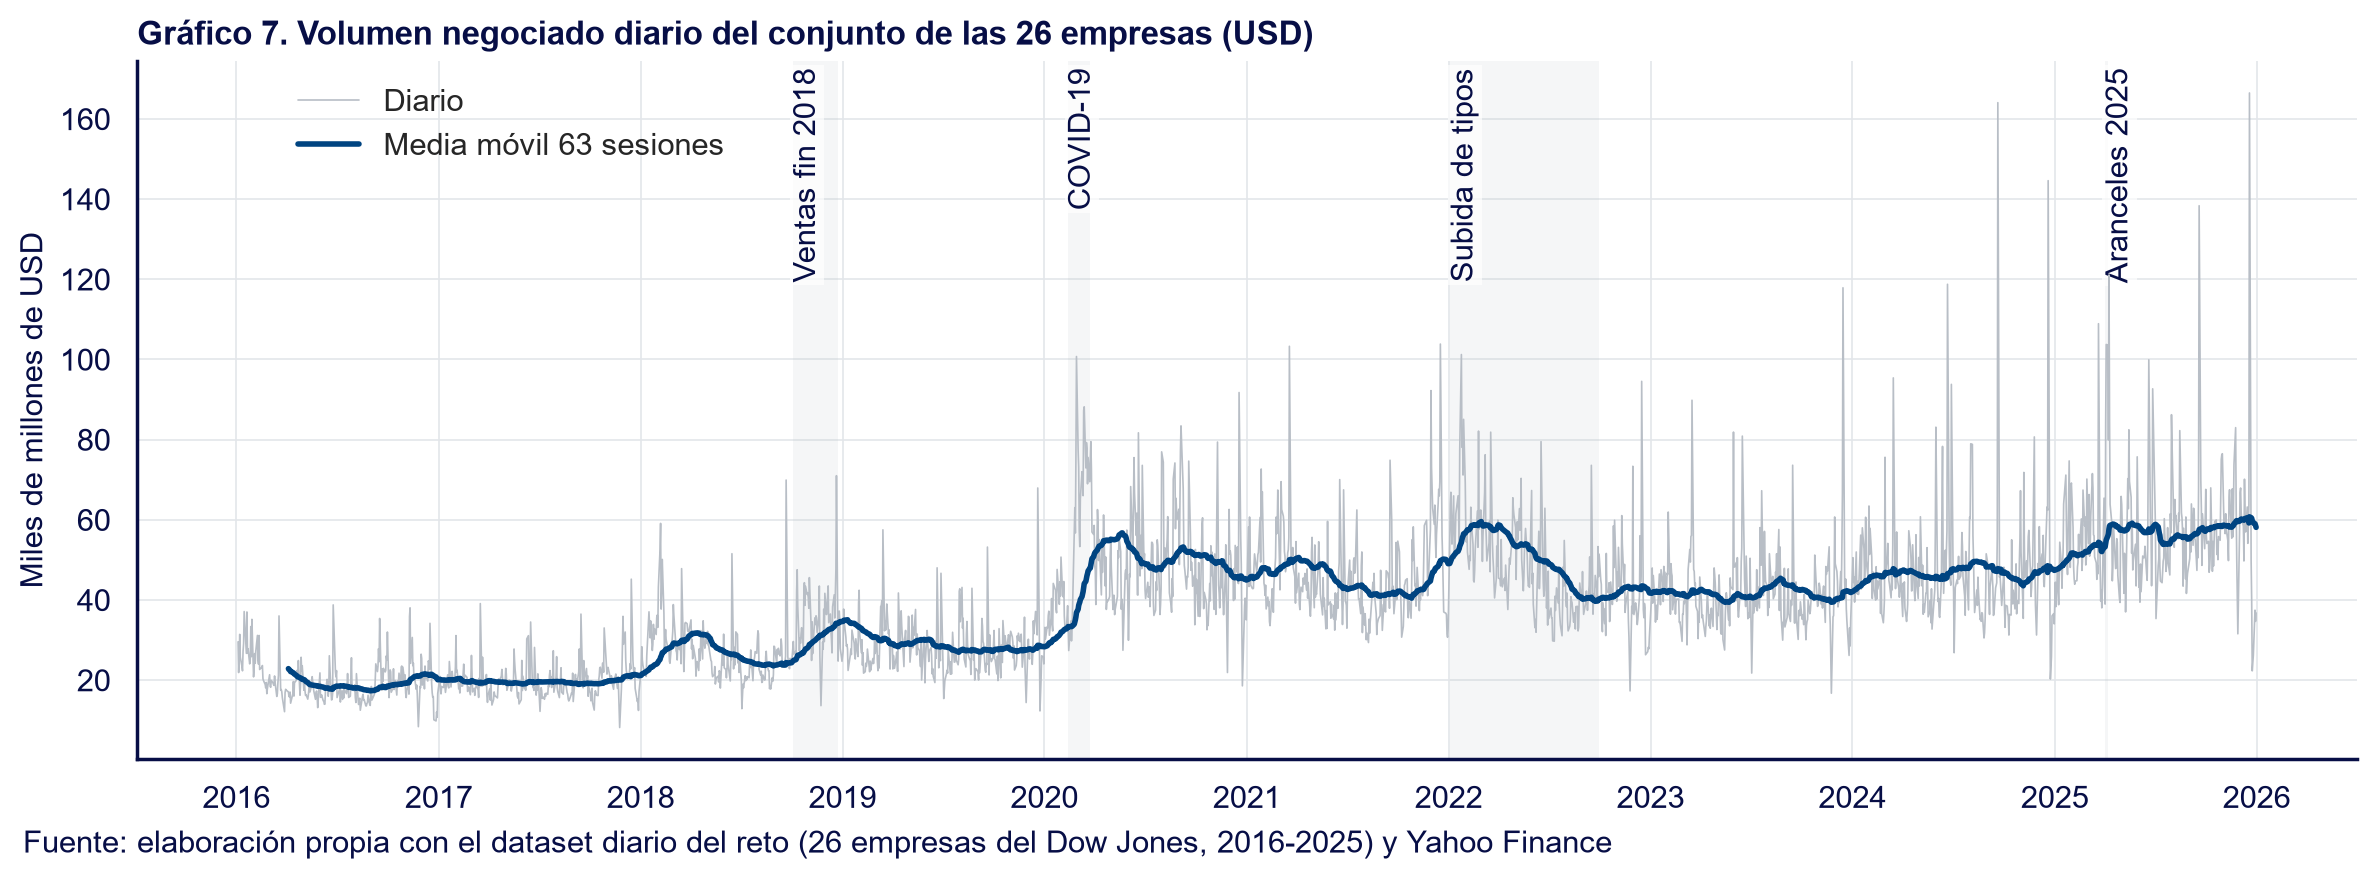 Gráfico 7. Volumen negociado diario del conjunto de las 26 empresas (USD)
Diario
Media móvil 63 sesiones
Ventas fin 2018
COVID-19
Subida de tipos
Aranceles 2025
Miles de millones de USD
160
140
120
100
80
60
40
20
2016 2017 2018 2019 2020 2021 2022 2023 2024 2025 2026
Fuente: elaboración propia con el dataset diario del reto (26 empresas del Dow Jones, 2016-2025) y Yahoo Finance